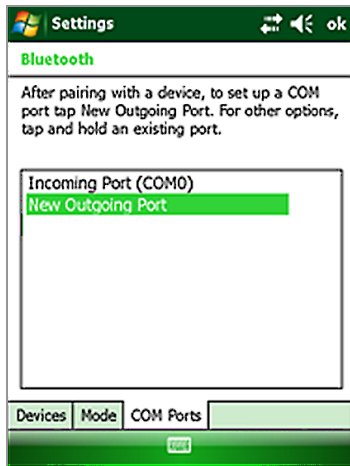 Settings ok
Bluetooth
After pairing with a device, to set up a COM
port tap New Outgoing Port. For other options,
tap and hold an existing port.
Incoming Port (COM0)
New Outgoing Port
Devices Mode COM Ports